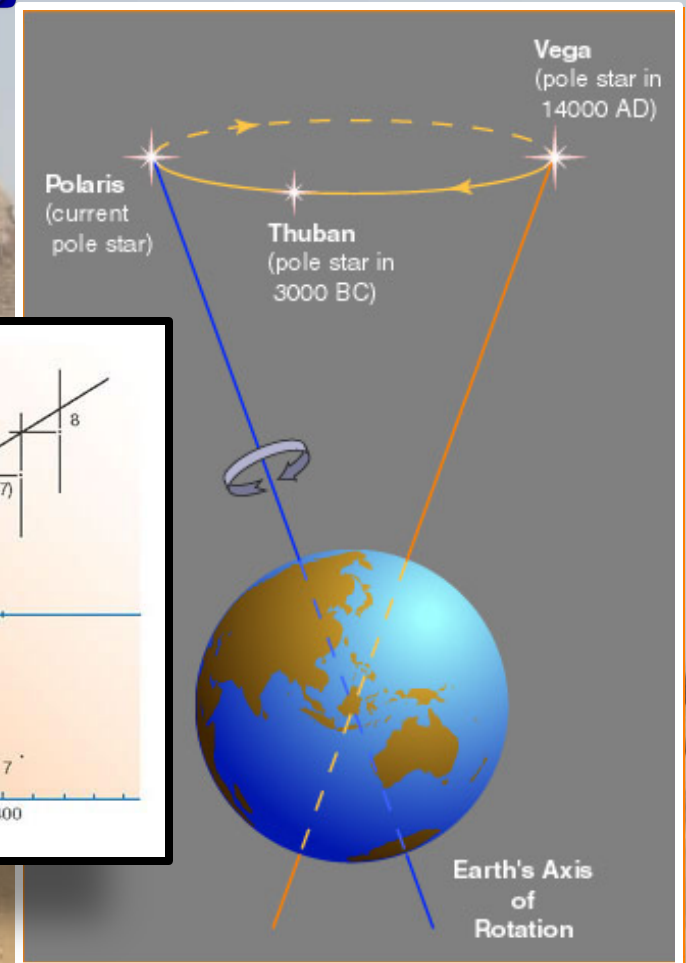 Vega
(pole star in
14000 AD)
Polaris
(current
pole star)
Thuban
(pole star in
3000 BC)
8
7)
7
Earth's Axis
of
Rotation